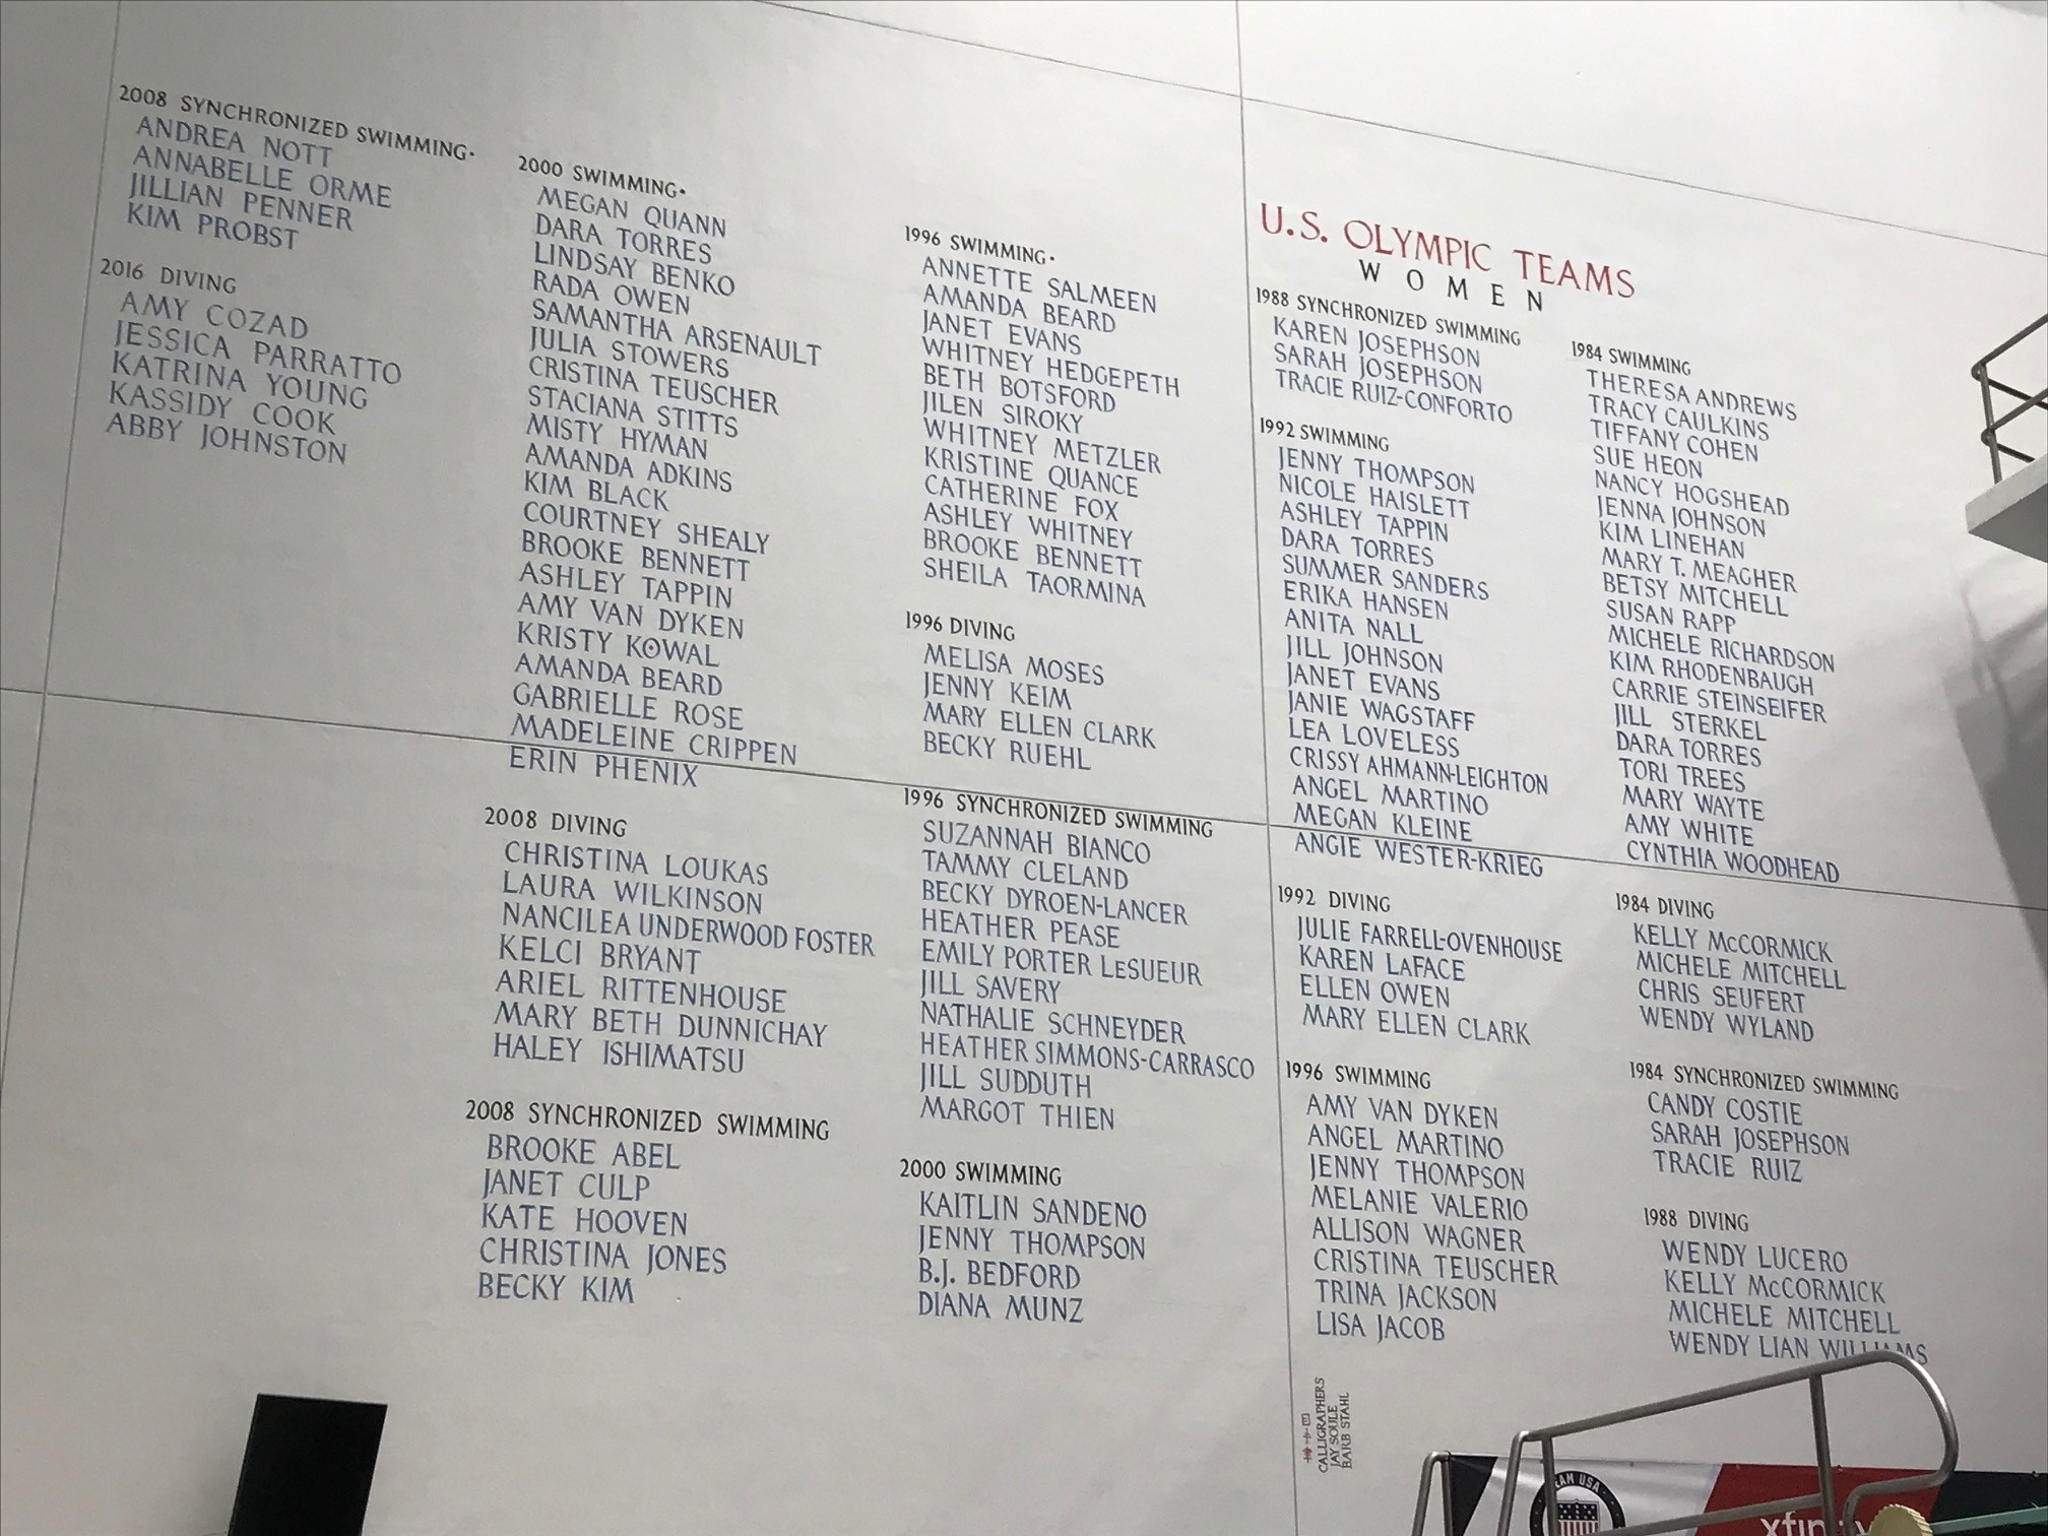 U.S. OLYMPIC TEAMS
WOMEN
1984 SWIMMING
THERESA ANDREWS
TRACY CAULKINS
TIFFANY COHEN
SUE HEON
NANCY HOGSHEAD
JENNA JOHNSON
KIM LINEHAN
MARY T. MEAGHER
BETSY MITCHELL
SUSAN RAPP
MICHELE RICHARDSON
KIM RHODENBAUGH
CARRIE STEINSEIFER
JILL STERKEL
DARA TORRES
TORI TREES
MARY WAYTE
AMY WHITE
CYNTHIA WOODHEAD
1984 DIVING
KELLY McCORMICK
MICHELE MITCHELL
CHRIS SEUFERT
WENDY WYLAND
1984 SYNCHRONIZED SWIMMING
CANDY COSTIE
SARAH JOSEPHSON
TRACIE RUIZ
1988 DIVING
WENDY LUCERO
KELLY McCORMICK
MICHELE MITCHELL
WENDY LIAN WILLIAMS
1988 SYNCHRONIZED SWIMMING
KAREN JOSEPHSON
SARAH JOSEPHSON
TRACIE RUIZ-CONFORTO
1992 SWIMMING
JENNY THOMPSON
NICOLE HAISLETT
ASHLEY TAPPIN
DARA TORRES
SUMMER SANDERS
ERIKA HANSEN
ANITA NALL
JILL JOHNSON
JANET EVANS
JANIE WAGSTAFF
LEA LOVELESS
CRISSY AHMANN-LEIGHTON
ANGEL MARTINO
MEGAN KLEINE
ANGIE WESTER-KRIEG
1992 DIVING
JULIE FARRELL-OVENHOUSE
KAREN LAFACE
ELLEN OWEN
MARY ELLEN CLARK
1996 SWIMMING
AMY VAN DYKEN
ANGEL MARTINO
JENNY THOMPSON
MELANIE VALERIO
ALLISON WAGNER
CRISTINA TEUSCHER
TRINA JACKSON
LISA JACOB
1996 SWIMMING·
ANNETTE SALMEEN
AMANDA BEARD
JANET EVANS
WHITNEY HEDGEPETH
BETH BOTSFORD
JILEN SIROKY
WHITNEY METZLER
KRISTINE QUANCE
CATHERINE FOX
ASHLEY WHITNEY
BROOKE BENNETT
SHEILA TAORMINA
1996 DIVING
MELISA MOSES
JENNY KEIM
MARY ELLEN CLARK
BECKY RUEHL
1996 SYNCHRONIZED SWIMMING
SUZANNAH BIANCO
TAMMY CLELAND
BECKY DYROEN-LANCER
HEATHER PEASE
EMILY PORTER LESUEUR
JILL SAVERY
NATHALIE SCHNEYDER
HEATHER SIMMONS-CARRASCO
JILL SUDDUTH
MARGOT THIEN
2000 SWIMMING
KAITLIN SANDENO
JENNY THOMPSON
B.J. BEDFORD
DIANA MUNZ
2000 SWIMMING·
MEGAN QUANN
DARA TORRES
LINDSAY BENKO
RADA OWEN
SAMANTHA ARSENAULT
JULIA STOWERS
CRISTINA TEUSCHER
STACIANA STITTS
MISTY HYMAN
AMANDA ADKINS
KIM BLACK
COURTNEY SHEALY
BROOKE BENNETT
ASHLEY TAPPIN
AMY VAN DYKEN
KRISTY KOWAL
AMANDA BEARD
GABRIELLE ROSE
MADELEINE CRIPPEN
ERIN PHENIX
2008 DIVING
CHRISTINA LOUKAS
LAURA WILKINSON
NANCILEA UNDERWOOD FOSTER
KELCI BRYANT
ARIEL RITTENHOUSE
MARY BETH DUNNICHAY
HALEY ISHIMATSU
2008 SYNCHRONIZED SWIMMING
BROOKE ABEL
JANET CULP
KATE HOOVEN
CHRISTINA JONES
BECKY KIM
2008 SYNCHRONIZED SWIMMING·
ANDREA NOTT
ANNABELLE ORME
JILLIAN PENNER
KIM PROBST
2016 DIVING
AMY COZAD
JESSICA PARRATTO
KATRINA YOUNG
KASSIDY COOK
ABBY JOHNSTON
CALLIGRAPHERS
JAY SOULE
BARB STAHL
TEAM USA
xfinity